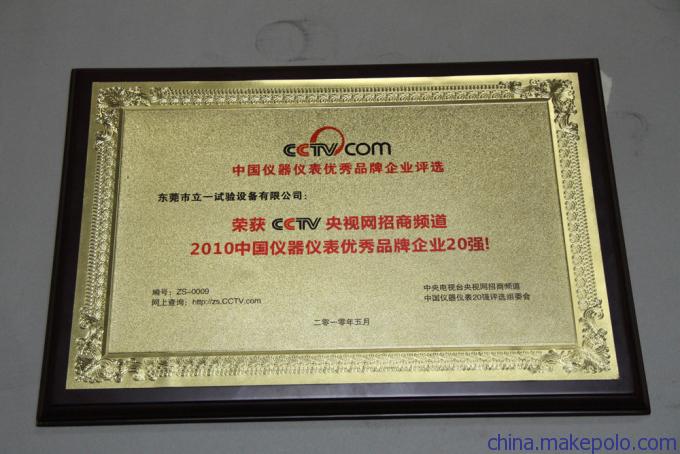 CCTV.com
中国仪器仪表优秀品牌企业评选
东莞市立一试验设备有限公司：
荣获 CCTV 央视网招商频道
2010中国仪器仪表优秀品牌企业20强!
编号：ZS-0009
网上查询：http://zs.CCTV.com
中央电视台央视网招商频道
中国仪器仪表20强评选组委会
二零一零年五月
china.makepolo.com